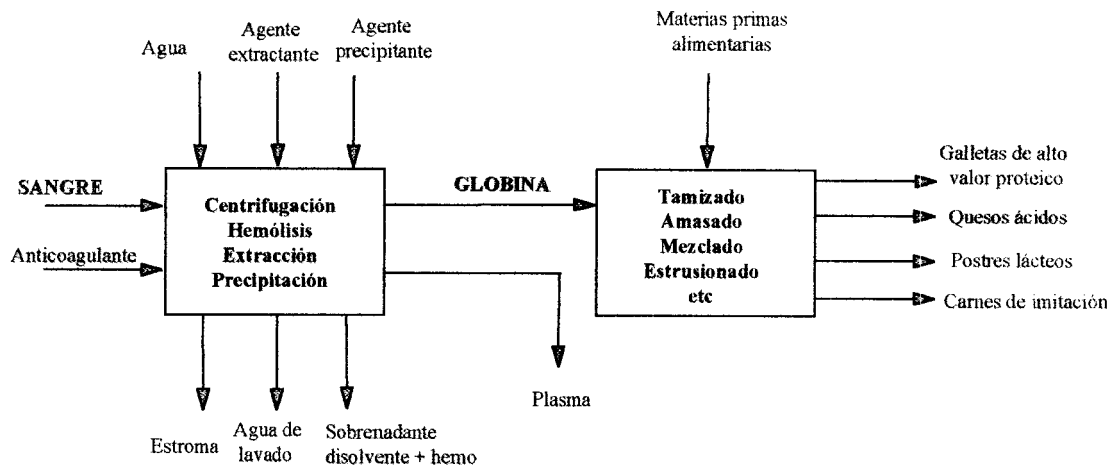 Agua
Agente
extractante
Agente
precipitante
Materias primas
alimentarias
SANGRE
Anticoagulante
Centrifugación
Hemólisis
Extracción
Precipitación
GLOBINA
Tamizado
Amasado
Mezclado
Estrusionado
etc
Galletas de alto
valor proteico
Quesos ácidos
Postres lácteos
Carnes de imitación
Plasma
Estroma
Agua de
lavado
Sobrenadante
disolvente + hemo